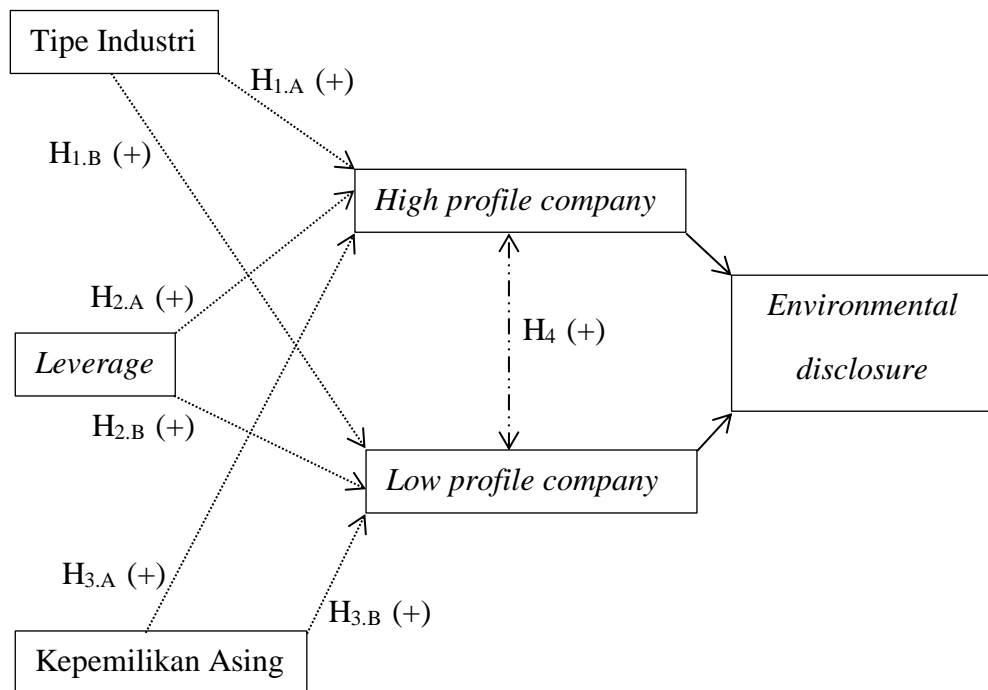 Tipe Industri
H1.A (+)
H1.B (+)
High profile company
H2.A (+)
Environmental
disclosure
H4 (+)
Leverage
H2.B (+)
Low profile company
H3.A (+)
H3.B (+)
Kepemilikan Asing